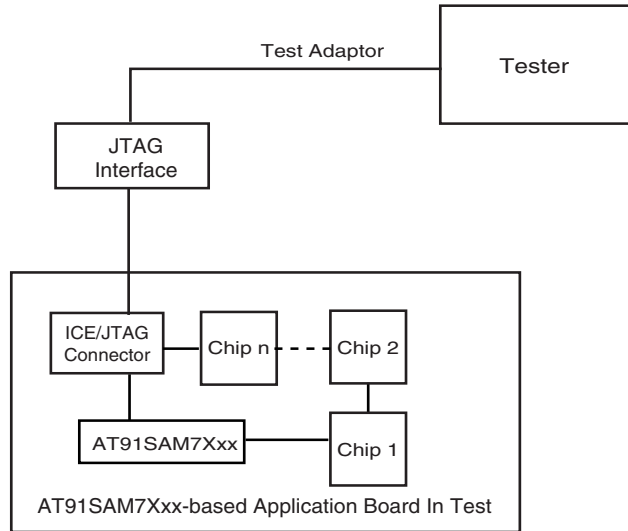 Test Adaptor
Tester
JTAG
Interface
ICE/JTAG
Connector
Chip n
Chip 2
AT91SAM7Xxx
Chip 1
AT91SAM7Xxx-based Application Board In Test